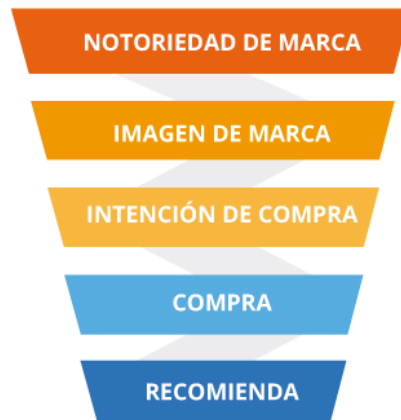 NOTORIEDAD DE MARCA
IMAGEN DE MARCA
INTENCIÓN DE COMPRA
COMPRA
RECOMIENDA